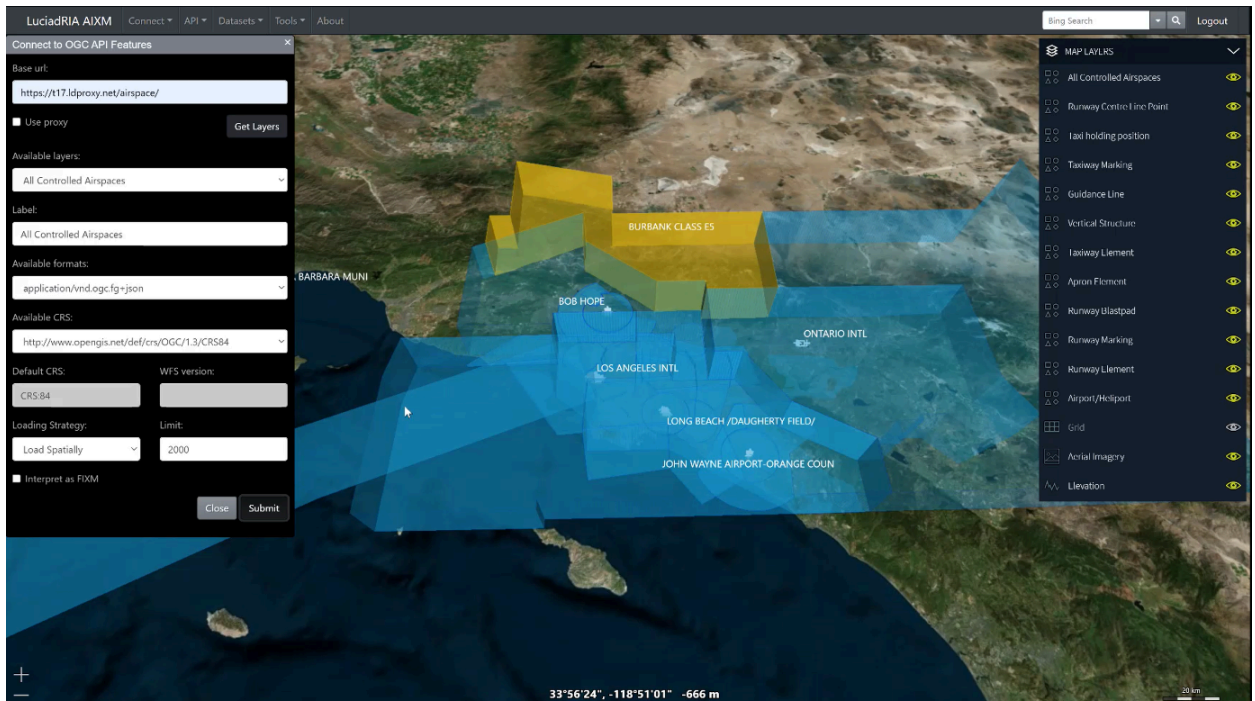 LuciadRIA AIXM Connect API Datasets Tools About Bing Search Logout
Connect to OGC API Features ×
Base url:
https://t17.ldproxy.net/airspace/
Use proxy Get Layers
Available layers:
All Controlled Airspaces
Label:
All Controlled Airspaces
Available formats:
application/vnd.ogc.fg+json
Available CRS:
http://www.opengis.net/def/crs/OGC/1.3/CRS84
Default CRS: WFS version:
CRS:84
Loading Strategy: Limit:
Load Spatially 2000
Interpret as FIXM
Close Submit
BURBANK CLASS E5
BARBARA MUNI
BOB HOPE
ONTARIO INTL
LOS ANGELES INTL
LONG BEACH /DAUGHERTY FIELD/
JOHN WAYNE AIRPORT-ORANGE COUN
MAP LAYERS
All Controlled Airspaces
Runway Centre Line Point
Taxi holding position
Taxiway Marking
Guidance Line
Vertical Structure
Taxiway Element
Apron Element
Runway Blastpad
Runway Marking
Runway Element
Airport/Heliport
Grid
Aerial Imagery
Elevation
33°56'24", -118°51'01" -666 m
20 km